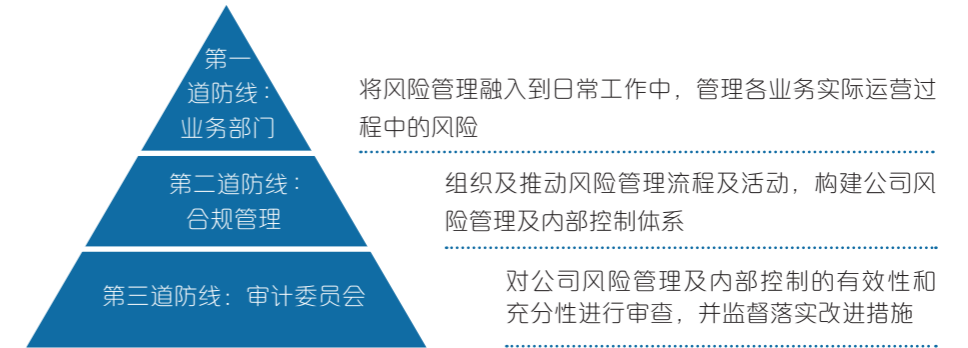 第一
道防线：
业务部门
将风险管理融入到日常工作中，管理各业务实际运营过
程中的风险
第二道防线：
合规管理
组织及推动风险管理流程及活动，构建公司风
险管理及内部控制体系
第三道防线：审计委员会
对公司风险管理及内部控制的有效性和
充分性进行审查，并监督落实改进措施